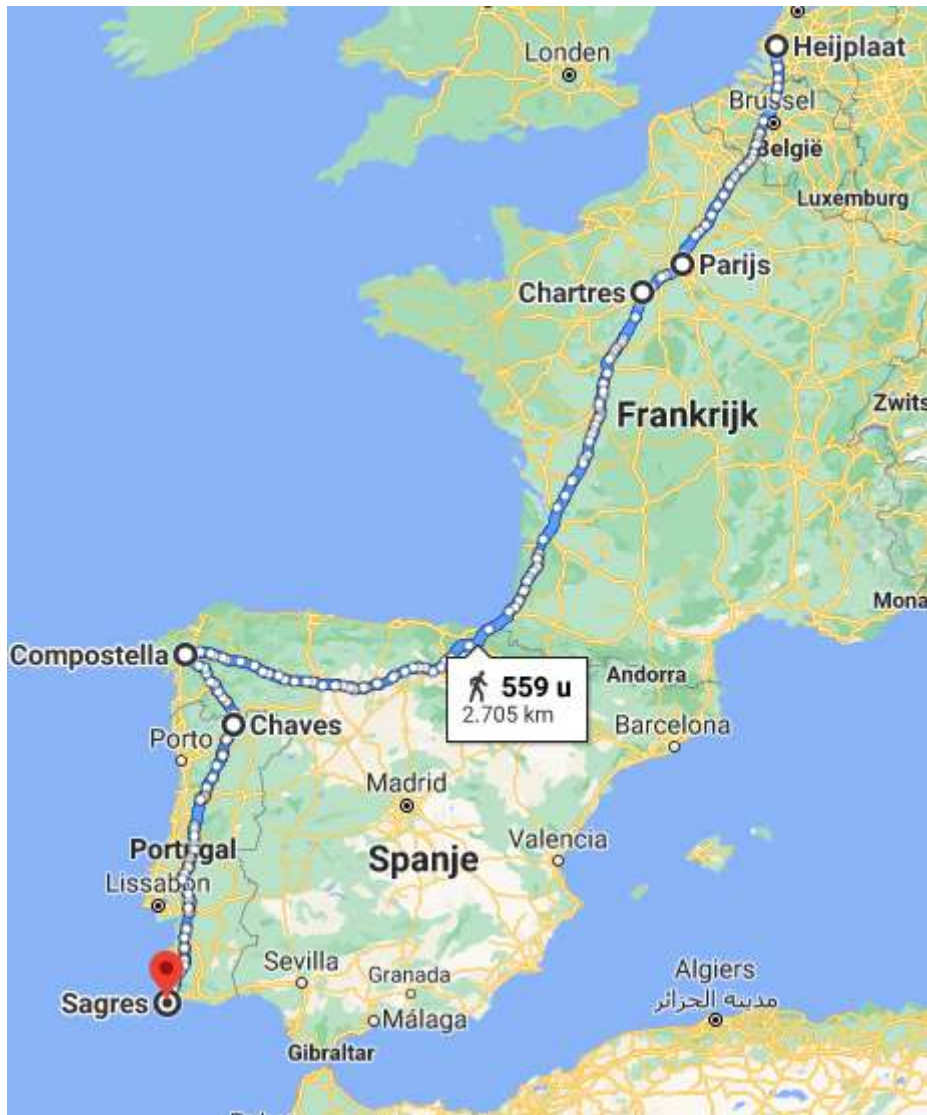 Londen
Heijplaat
Brussel
België
Luxemburg
Parijs
Chartres
Frankrijk
Zwits
Mona
Compostella
559 u
2.705 km
Andorra
Chaves
Barcelona
Porto
Madrid
Portugal
Spanje
Valencia
Lissabon
Sevilla
Granada
Algiers
مدينة الجزائر
Sagres
Málaga
Gibraltar